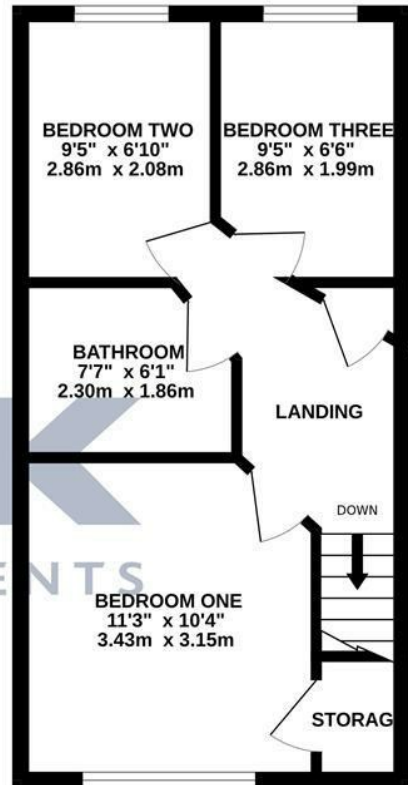 BEDROOM TWO
9'5" x 6'10"
2.86m x 2.08m
BEDROOM THREE
9'5" x 6'6"
2.86m x 1.99m
BATHROOM
7'7" x 6'1"
2.30m x 1.86m
LANDING
DOWN
K
ENTS
BEDROOM ONE
11'3" x 10'4"
3.43m x 3.15m
STORAG